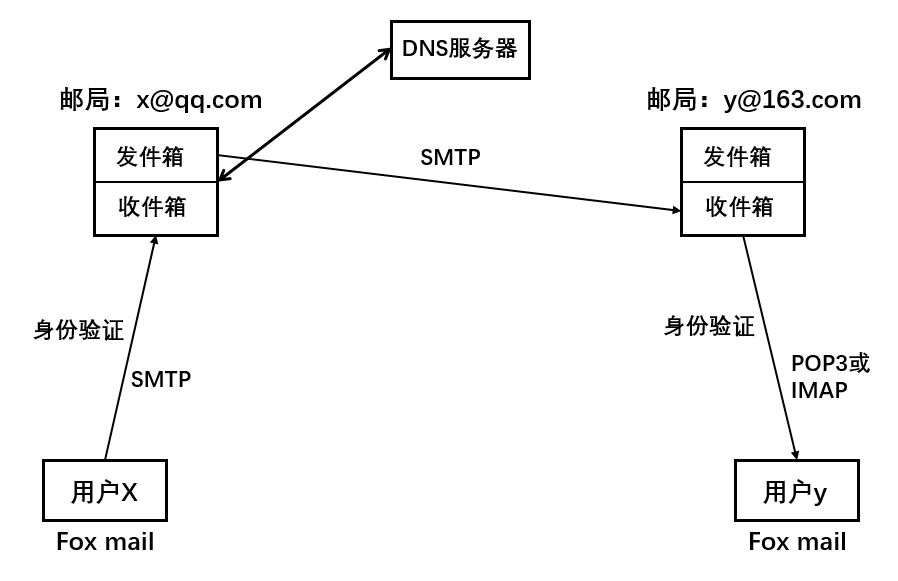 DNS服务器
邮局：x@qq.com
邮局：y@163.com
发件箱
收件箱
SMTP
发件箱
收件箱
身份验证
SMTP
身份验证
POP3或
IMAP
用户X
Fox mail
用户y
Fox mail